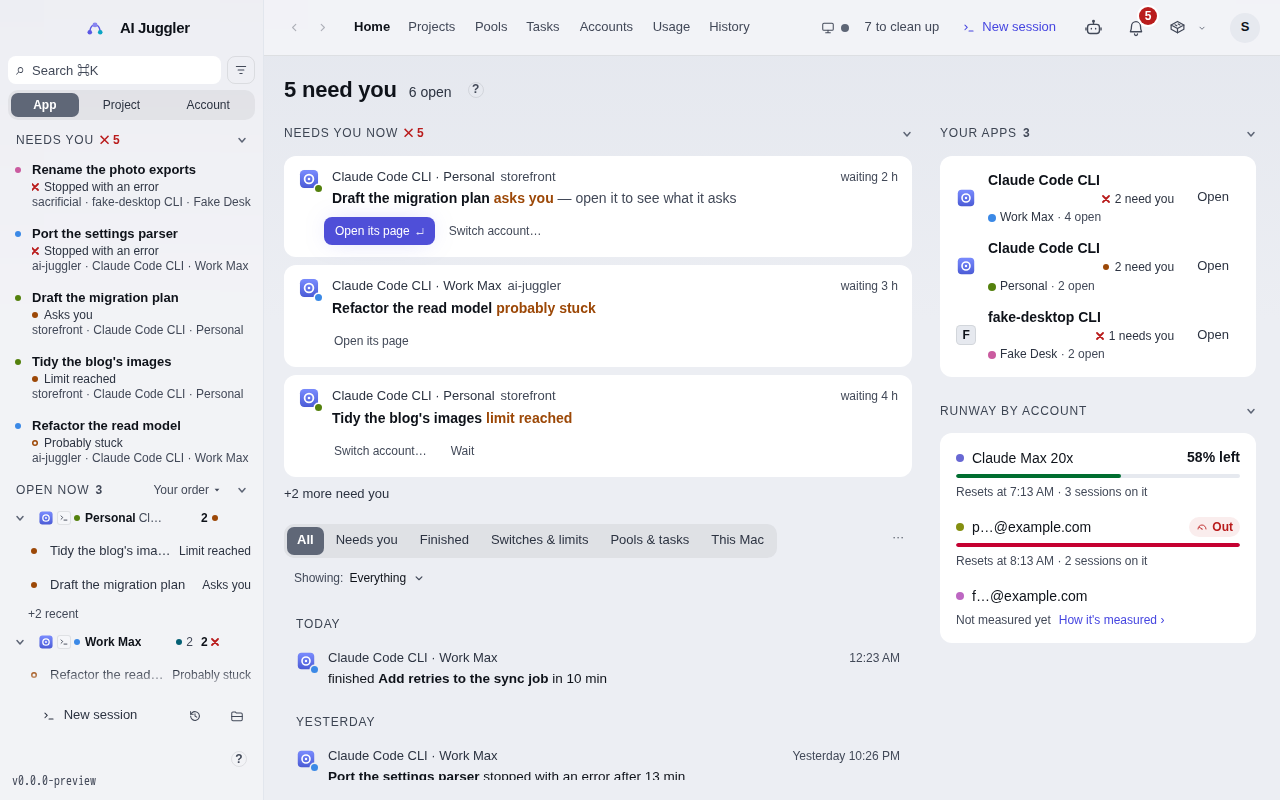 AI Juggler
Search ⌘K
App Project Account
NEEDS YOU 5
Rename the photo exports
Stopped with an error
sacrificial · fake-desktop CLI · Fake Desk
Port the settings parser
Stopped with an error
ai-juggler · Claude Code CLI · Work Max
Draft the migration plan
Asks you
storefront · Claude Code CLI · Personal
Tidy the blog's images
Limit reached
storefront · Claude Code CLI · Personal
Refactor the read model
Probably stuck
ai-juggler · Claude Code CLI · Work Max
OPEN NOW 3 Your order
Personal Cl… 2
Tidy the blog's ima… Limit reached
Draft the migration plan Asks you
+2 recent
Work Max 2 2
Refactor the read… Probably stuck
New session
?
v0.0.0-preview
Home Projects Pools Tasks Accounts Usage History
7 to clean up
New session
5
S
5 need you 6 open ?
NEEDS YOU NOW 5
Claude Code CLI · Personal storefront waiting 2 h
Draft the migration plan asks you — open it to see what it asks
Open its page Switch account…
Claude Code CLI · Work Max ai-juggler waiting 3 h
Refactor the read model probably stuck
Open its page
Claude Code CLI · Personal storefront waiting 4 h
Tidy the blog's images limit reached
Switch account… Wait
+2 more need you
All Needs you Finished Switches & limits Pools & tasks This Mac …
Showing: Everything
TODAY
Claude Code CLI · Work Max 12:23 AM
finished Add retries to the sync job in 10 min
YESTERDAY
Claude Code CLI · Work Max Yesterday 10:26 PM
Port the settings parser stopped with an error after 13 min
YOUR APPS 3
Claude Code CLI
2 need you Open
Work Max · 4 open
Claude Code CLI
2 need you Open
Personal · 2 open
F
fake-desktop CLI
1 needs you Open
Fake Desk · 2 open
RUNWAY BY ACCOUNT
Claude Max 20x 58% left
Resets at 7:13 AM · 3 sessions on it
p…@example.com Out
Resets at 8:13 AM · 2 sessions on it
f…@example.com
Not measured yet How it's measured ›